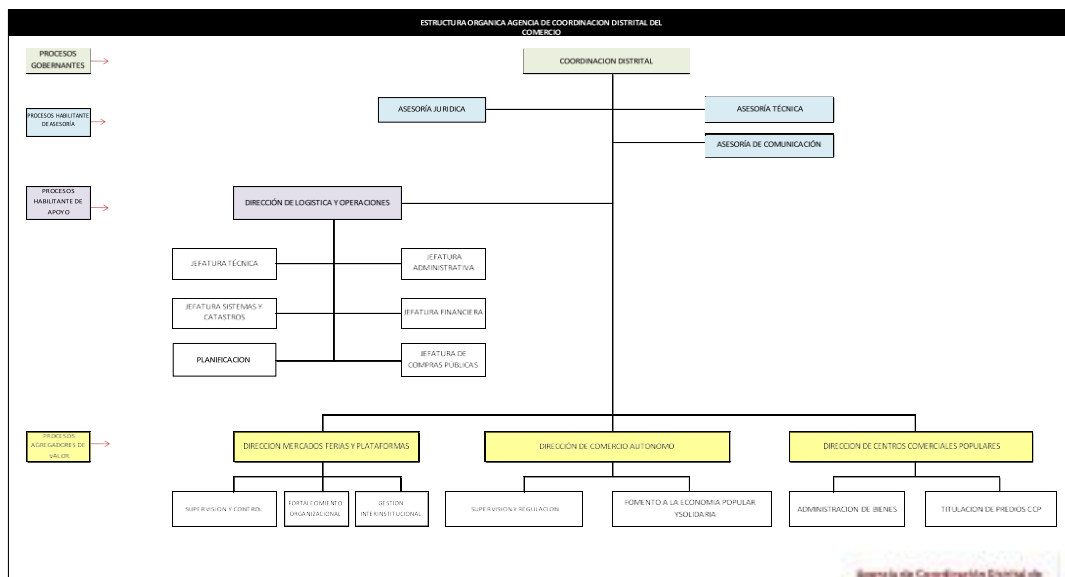 ESTRUCTURA ORGANICA AGENCIA DE COORDINACION DISTRITAL DEL
COMERCIO
PROCESOS
GOBERNANTES
COORDINACION DISTRITAL
PROCESOS HABILITANTE
DE ASESORÍA
ASESORÍA JURIDICA
ASESORÍA TÉCNICA
ASESORÍA DE COMUNICACIÓN
PROCESOS
HABILITANTE DE
APOYO
DIRECCIÓN DE LOGISTICA Y OPERACIONES
JEFATURA TÉCNICA
JEFATURA
ADMINISTRATIVA
JEFATURA SISTEMAS Y
CATASTROS
JEFATURA FINANCIERA
PLANIFICACION
JEFATURA DE
COMPRAS PÚBLICAS
PROCESOS
AGREGADORES DE
VALOR
DIRECCION MERCADOS FERIAS Y PLATAFORMAS
DIRECCIÓN DE COMERCIO AUTONOMO
DIRECCION DE CENTROS COMERCIALES POPULARES
SUPERVISION Y CONTROL
FORTALECIMIENTO
ORGANIZACIONAL
GESTION
INTERINSTITUCIONAL
SUPERVISION Y REGULACION
FOMENTO A LA ECONOMIA POPULAR
YSOLIDARIA
ADMINISTRACION DE BIENES
TITULACION DE PREDIOS CCP
Agencia de Coordinación Distrital de